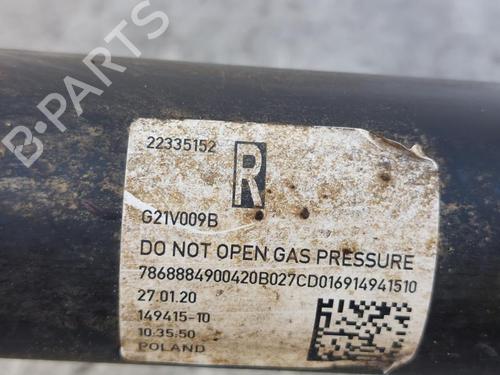 B-PARTS
22335152
R
G21V009B
DO NOT OPEN GAS PRESSURE
7868884900420B027CD016914941510
27.01.20
149415-10
10:35:50
POLAND